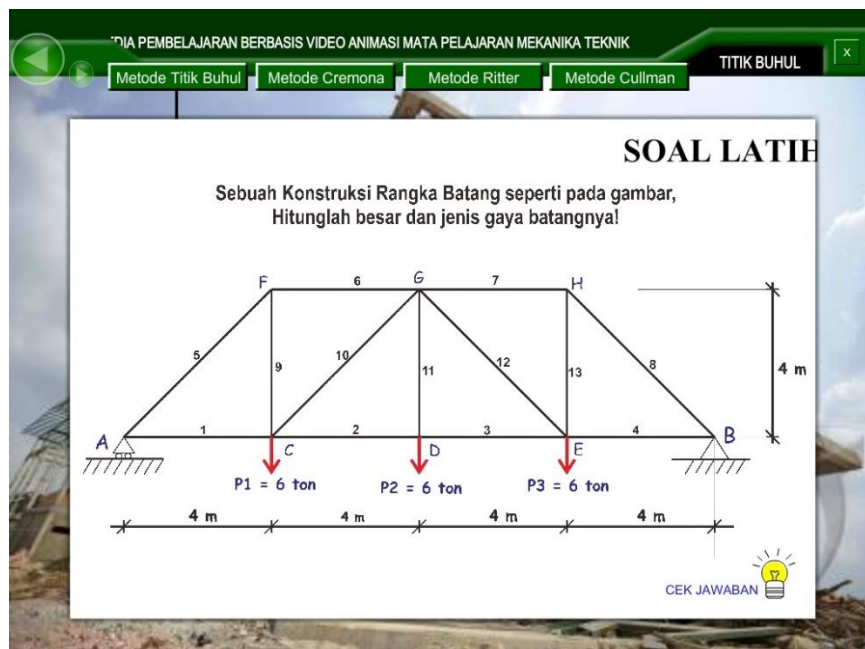 DIA PEMBELAJARAN BERBASIS VIDEO ANIMASI MATA PELAJARAN MEKANIKA TEKNIK
TITIK BUHUL
x
Metode Titik Buhul
Metode Cremona
Metode Ritter
Metode Cullman
SOAL LATIH
Sebuah Konstruksi Rangka Batang seperti pada gambar,
Hitunglah besar dan jenis gaya batangnya!
F 6 G 7 H
5 9 10 11 12 13 8 4 m
A 1 C 2 D 3 E 4 B
P1 = 6 ton P2 = 6 ton P3 = 6 ton
4 m 4 m 4 m 4 m
CEK JAWABAN